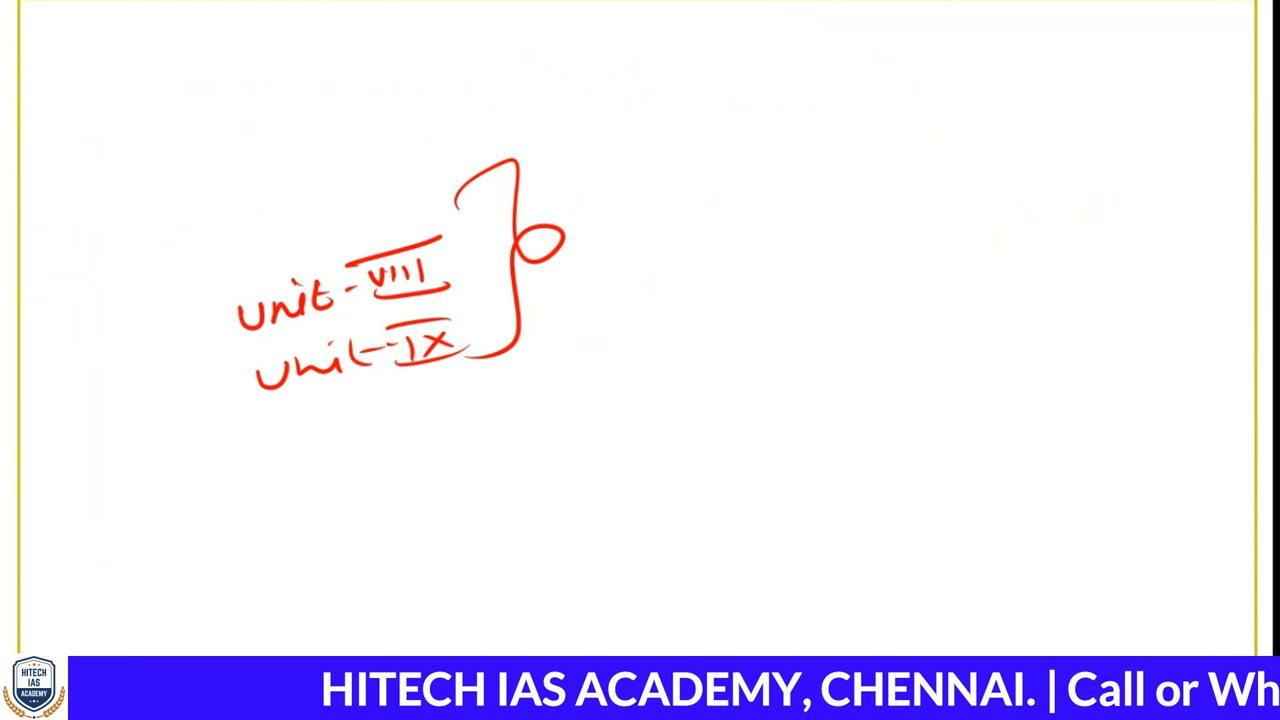 unit - VIII
unit - IX
HITECH
IAS
ACADEMY
HITECH IAS ACADEMY, CHENNAI. | Call or Wh